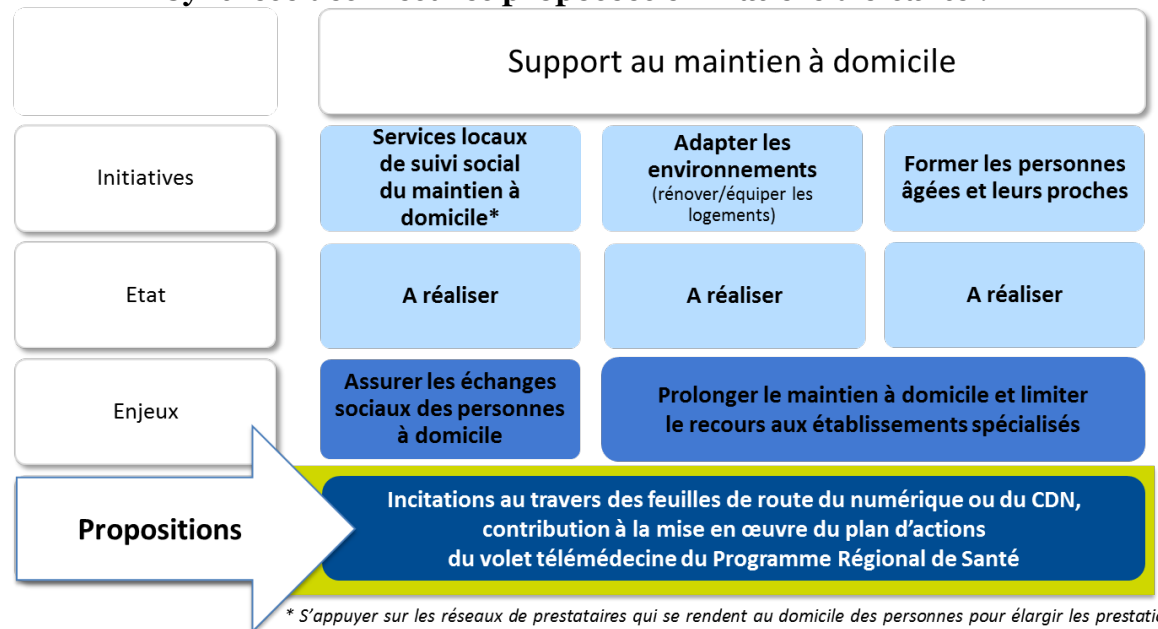 Support au maintien à domicile
Initiatives
Services locaux
de suivi social
du maintien à
domicile*
Adapter les
environnements
(rénover/équiper les
logements)
Former les personnes
âgées et leurs proches
Etat
A réaliser
A réaliser
A réaliser
Enjeux
Assurer les échanges
sociaux des personnes
à domicile
Prolonger le maintien à domicile et limiter
le recours aux établissements spécialisés
Propositions
Incitations au travers des feuilles de route du numérique ou du CDN,
contribution à la mise en œuvre du plan d’actions
du volet télémédecine du Programme Régional de Santé
* S’appuyer sur les réseaux de prestataires qui se rendent au domicile des personnes pour élargir les